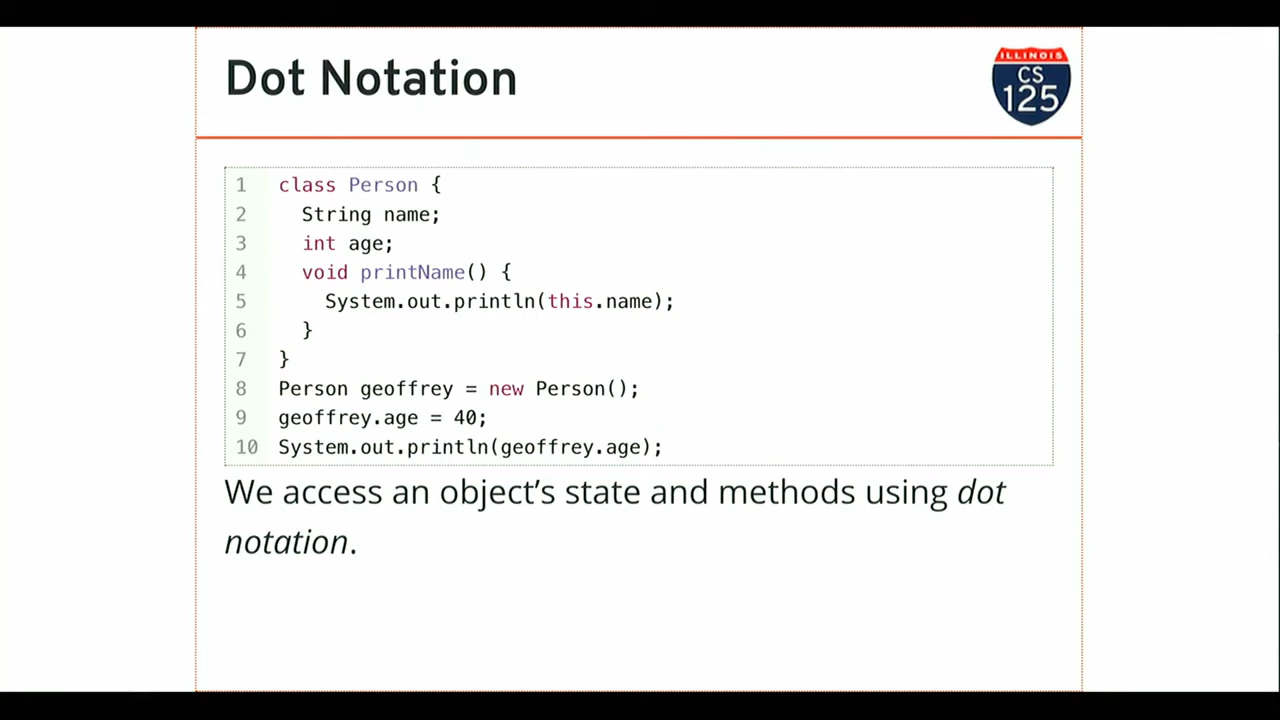 Dot Notation
ILLINOIS
CS
125
1 class Person {
2   String name;
3   int age;
4   void printName() {
5     System.out.println(this.name);
6   }
7 }
8 Person geoffrey = new Person();
9 geoffrey.age = 40;
10 System.out.println(geoffrey.age);
We access an object’s state and methods using dot
notation.